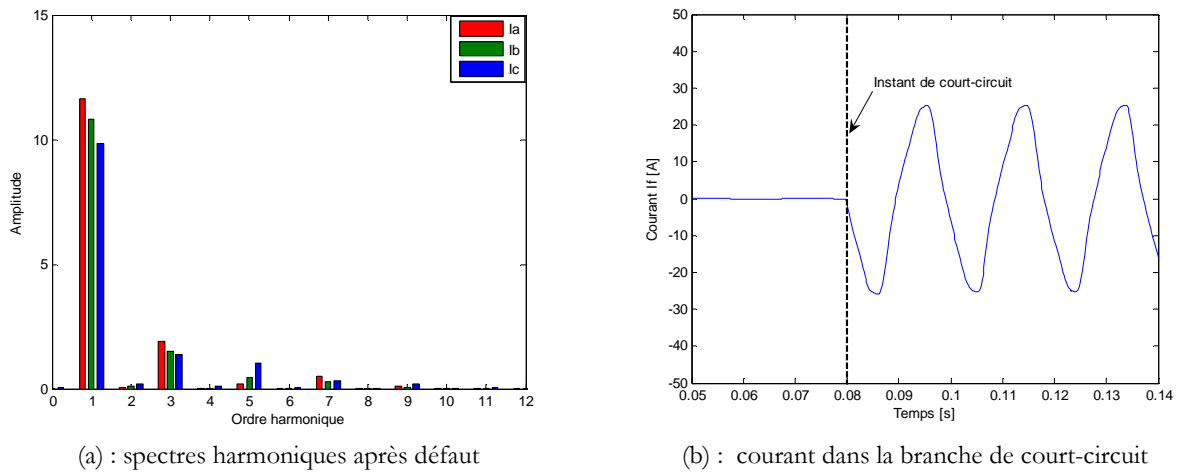 15
10
5
0
Amplitude
0 1 2 3 4 5 6 7 8 9 10 11 12
Ordre harmonique
Ia
Ib
Ic
(a) : spectres harmoniques après défaut
50
40
30
20
10
0
-10
-20
-30
-40
-50
Courant If [A]
Instant de court-circuit
0.05 0.06 0.07 0.08 0.09 0.1 0.11 0.12 0.13 0.14
Temps [s]
(b) : courant dans la branche de court-circuit